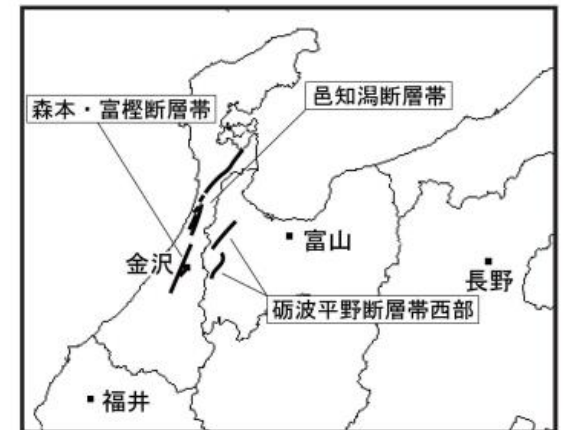 森本・富樫断層帯
邑知潟断層帯
金沢
富山
長野
砺波平野断層帯西部
福井